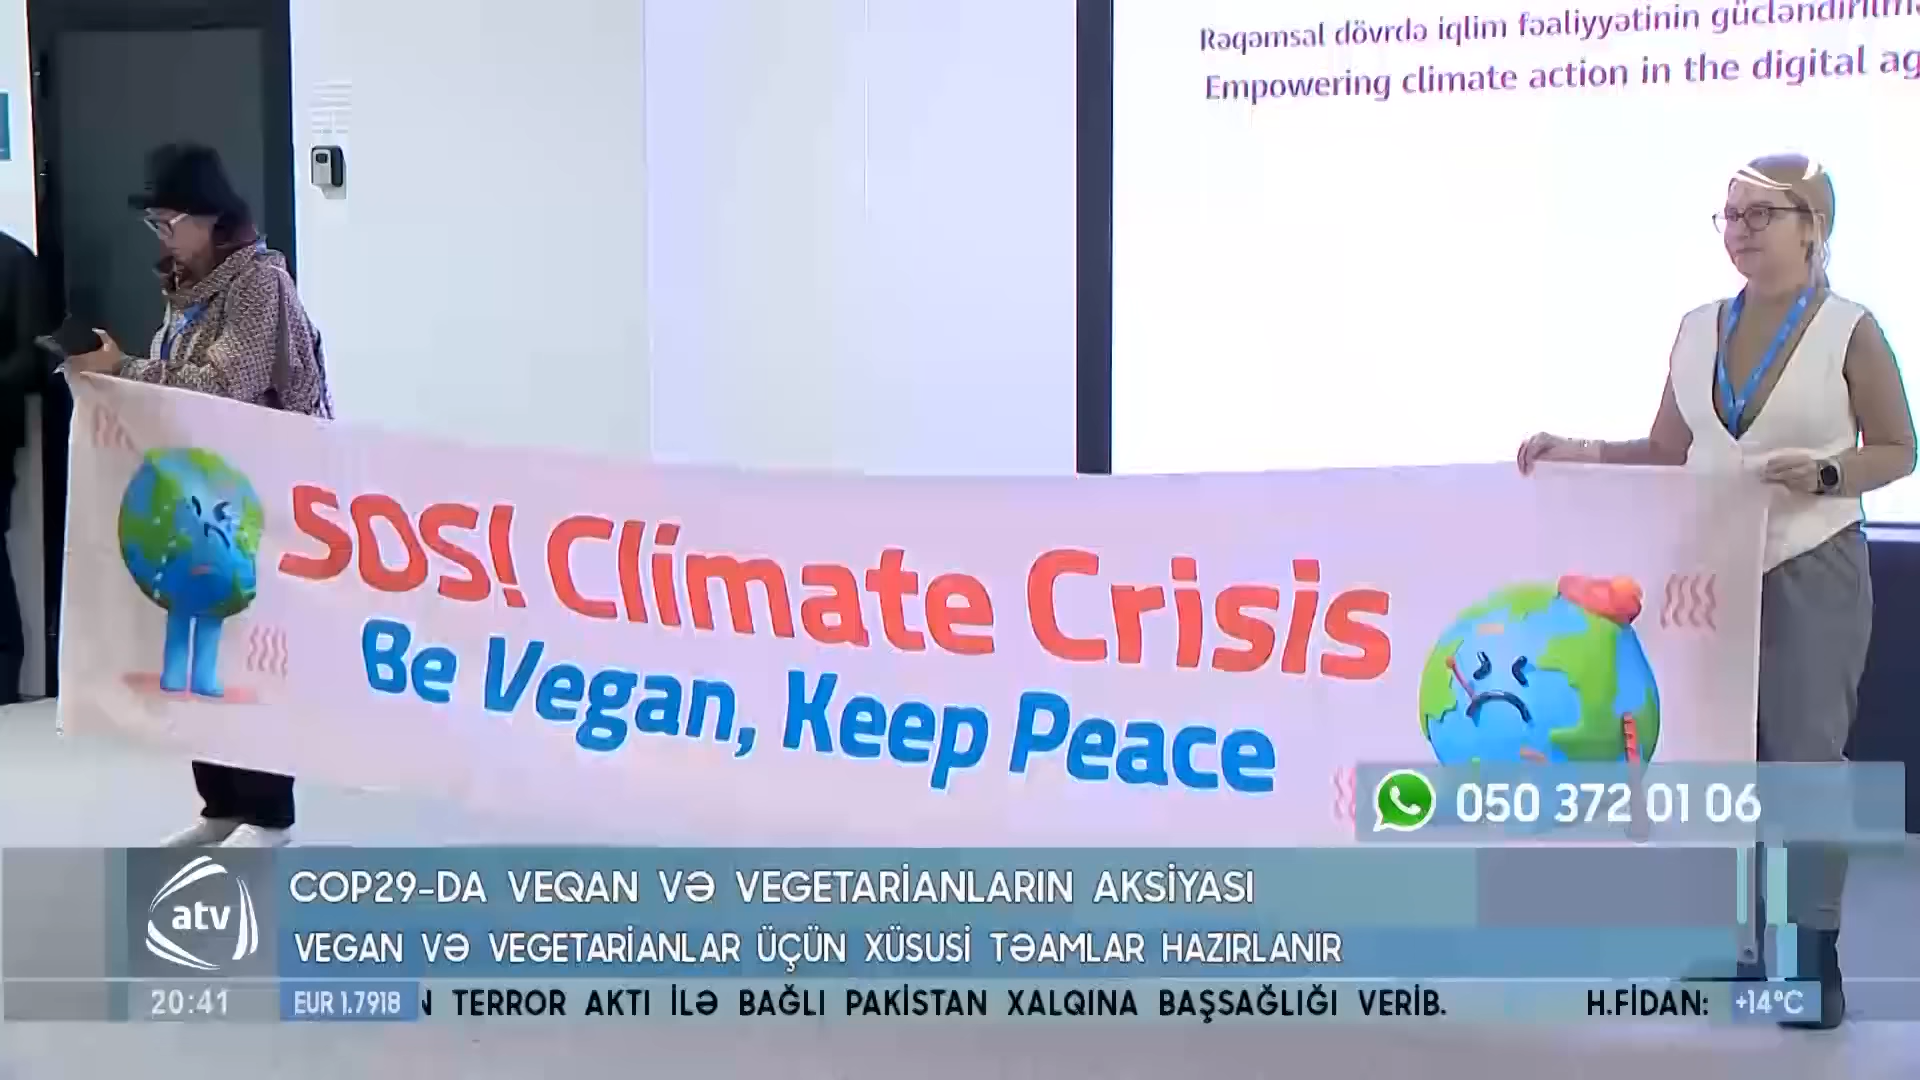 Rəqəmsal dövrdə iqlim fəaliyyətinin
Empowering climate action in the digital
SOS! Climate Crisis
Be Vegan, Keep Peace
050 372 01 06
atv
COP29-DA VEQAN VƏ VEGETARİANLARIN AKSİYASI
VEGAN VƏ VEGETARİANLAR ÜÇÜN XÜSUSİ TƏAMLAR HAZIRLANIR
20:41 EUR 1.7918 N TERROR AKTI İLƏ BAĞLI PAKİSTAN XALQINA BAŞSAĞLIĞI VERİB. H.FİDAN: +14°C